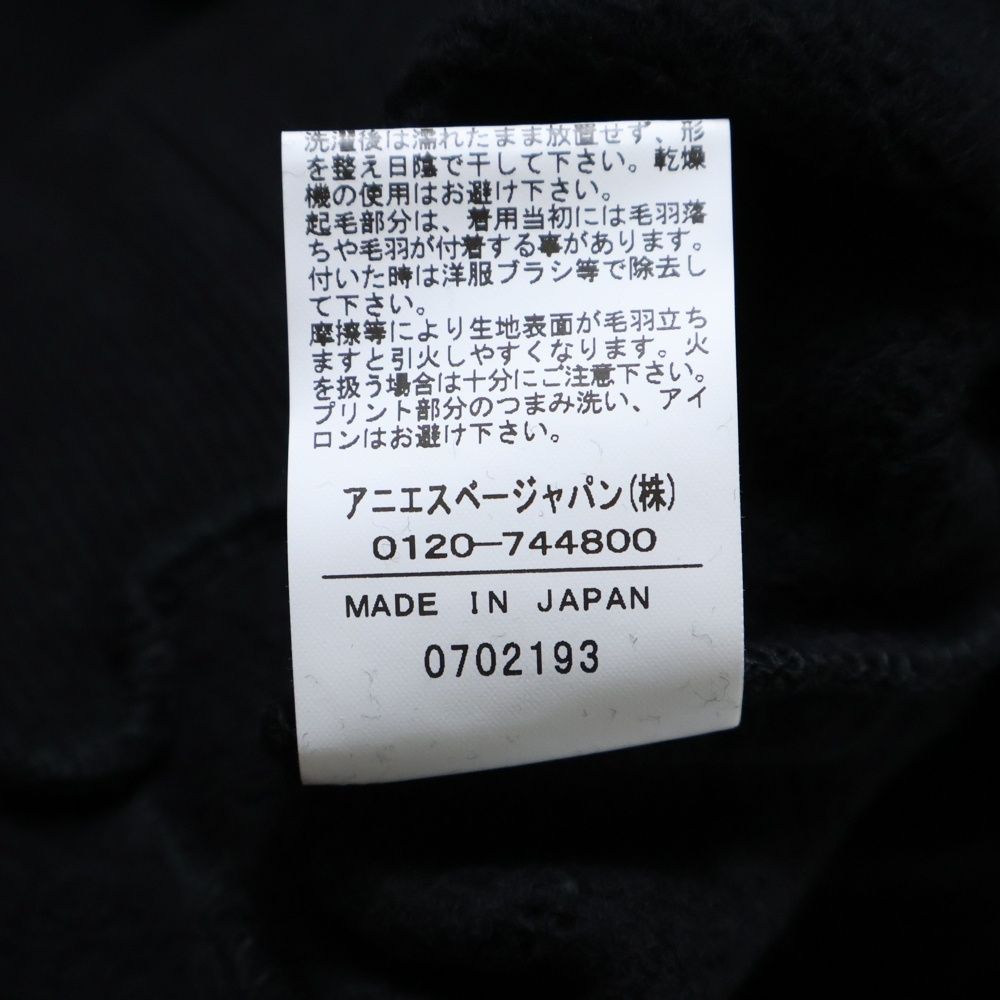 洗濯後は濡れたまま放置せず、形
を整え日陰で干して下さい。乾燥
機の使用はお避け下さい。
起毛部分は、着用当初には毛羽落
ちや毛羽が付着する事があります。
付いた時は洋服ブラシ等で除去し
て下さい。
摩擦等により生地表面が毛羽立ち
ますと引火しやすくなります。火
を扱う場合は十分にご注意下さい。
プリント部分のつまみ洗い、アイ
ロンはお避け下さい。
アニエスベージャパン(株)
0120-744800
MADE IN JAPAN
0702193